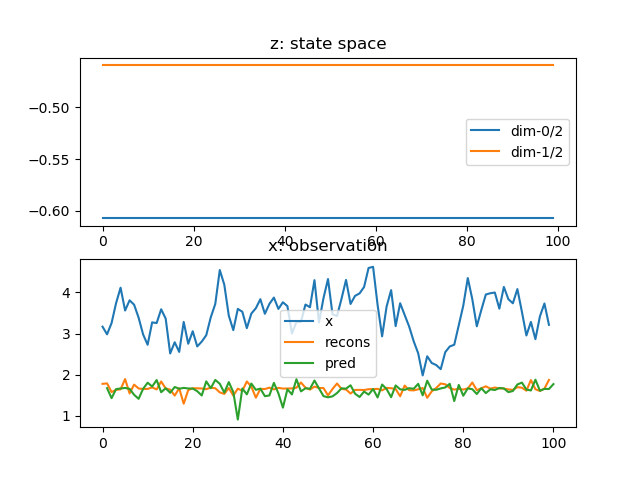 z: state space
−0.50
−0.55
−0.60
dim-0/2
dim-1/2
0 20 40 60 80 100
x: observation
4
3
2
1
x
recons
pred
0 20 40 60 80 100